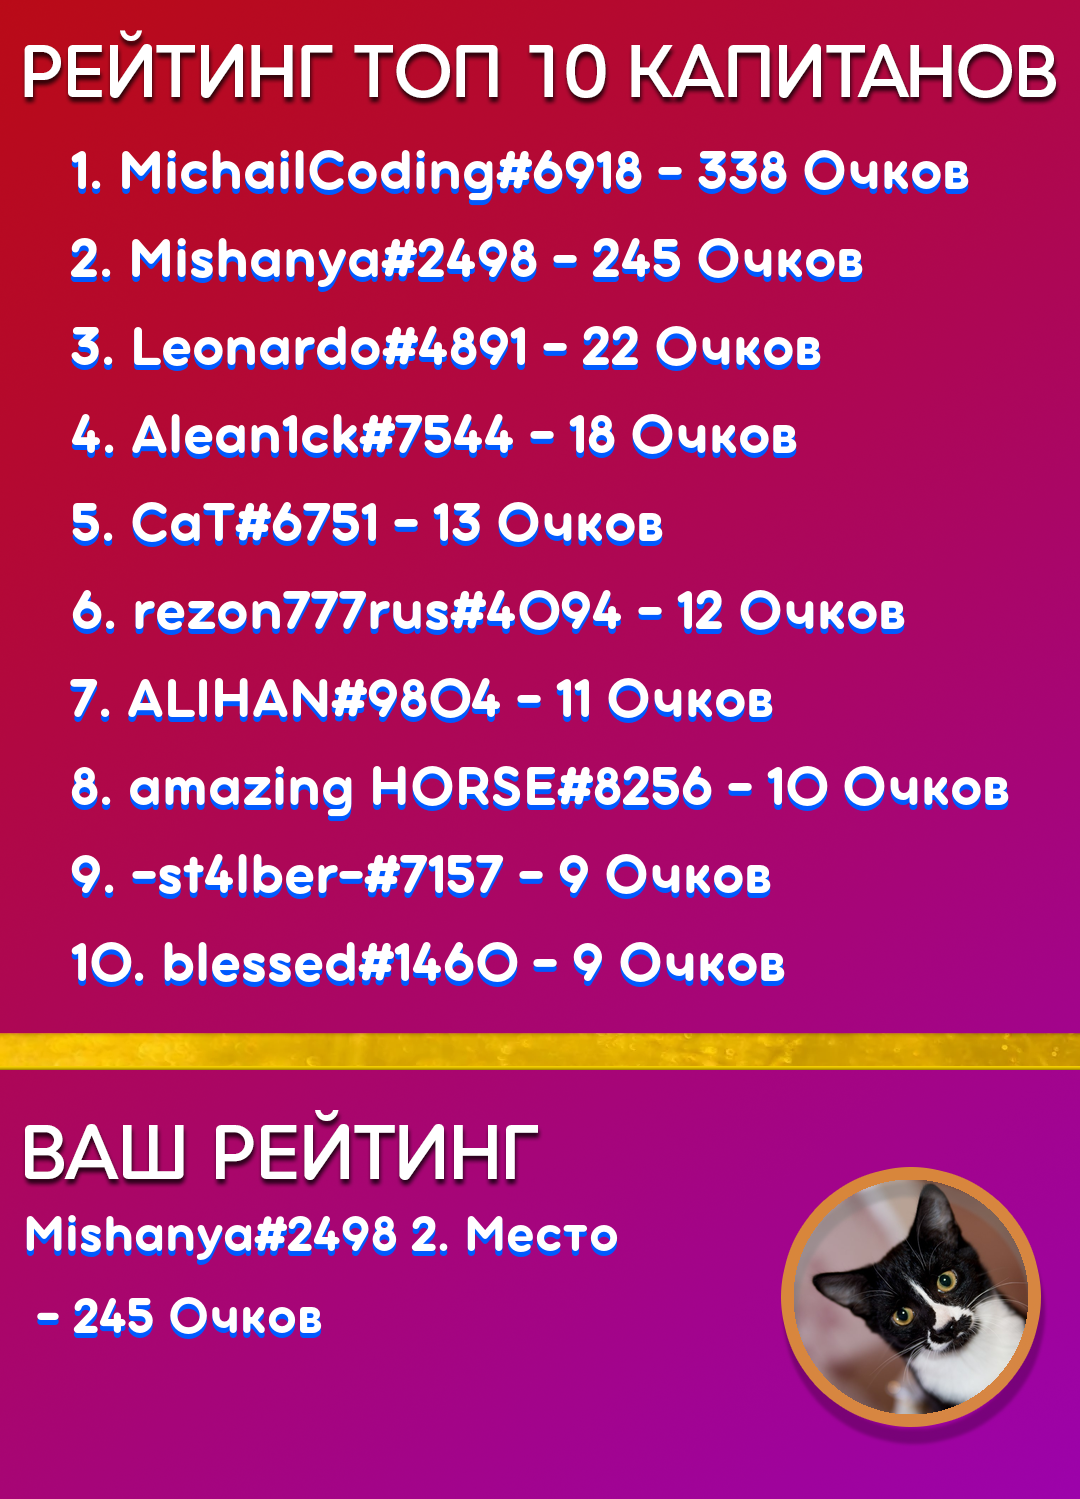 РЕЙТИНГ ТОП 10 КАПИТАНОВ
1. MichailCoding#6918 - 338 Очков
2. Mishanya#2498 - 245 Очков
3. Leonardo#4891 - 22 Очков
4. Alean1ck#7544 - 18 Очков
5. CaT#6751 - 13 Очков
6. rezon777rus#4094 - 12 Очков
7. ALIHAN#9804 - 11 Очков
8. amazing HORSE#8256 - 10 Очков
9. -st4lber-#7157 - 9 Очков
10. blessed#1460 - 9 Очков
ВАШ РЕЙТИНГ
Mishanya#2498 2. Место
- 245 Очков